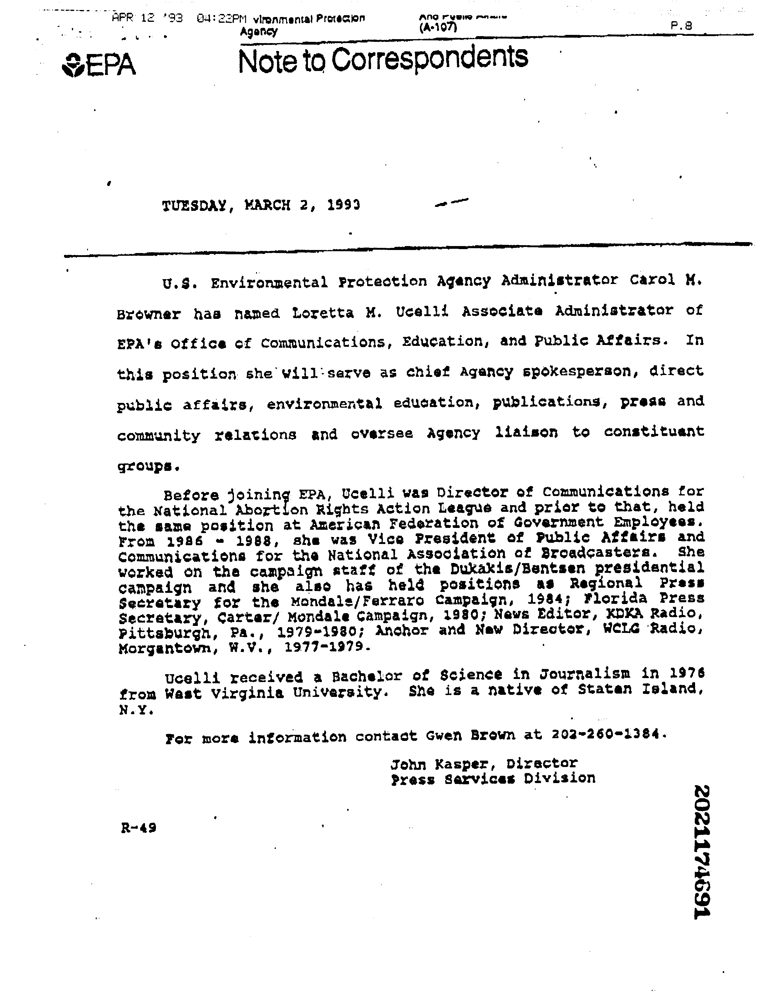 APR 12 '93 04:22PM vironmental Protection
Agency
(A-107)
P.8
EPA
Note to Correspondents
TUESDAY, MARCH 2, 1993
U.S. Environmental Protection Agency Administrator Carol M.
Browner has named Loretta M. Ucelli Associate Administrator of
EPA's Office of Communications, Education, and Public Affairs. In
this position she will serve as chief Agency spokesperson, direct
public affairs, environmental education, publications, press and
community relations and oversee Agency liaison to constituent
groups.
Before joining EPA, Ucelli was Director of Communications for
the National Abortion Rights Action League and prior to that, held
the same position at American Federation of Government Employees.
From 1986 - 1988, she was Vice President of Public Affairs and
Communications for the National Association of Broadcasters. She
worked on the campaign staff of the Dukakis/Bentsen presidential
campaign and she also has held positions as Regional Press
Secretary for the Mondale/Ferraro Campaign, 1984; Florida Press
Secretary, Carter/ Mondale Campaign, 1980; News Editor, KDKA Radio,
Pittsburgh, Pa., 1979-1980; Anchor and New Director, WCLG Radio,
Morgantown, W.V., 1977-1979.
Ucelli received a Bachelor of Science in Journalism in 1976
from West Virginia University. She is a native of Staten Island,
N.Y.
For more information contact Gwen Brown at 202-260-1384.
John Kasper, Director
Press Services Division
R-49
2021174691